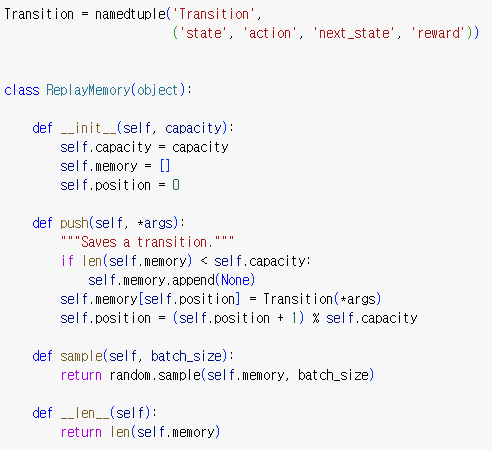 Transition = namedtuple('Transition',
                        ('state', 'action', 'next_state', 'reward'))
class ReplayMemory(object):
    def __init__(self, capacity):
        self.capacity = capacity
        self.memory = []
        self.position = 0
    def push(self, *args):
        """Saves a transition."""
        if len(self.memory) < self.capacity:
            self.memory.append(None)
        self.memory[self.position] = Transition(*args)
        self.position = (self.position + 1) % self.capacity
    def sample(self, batch_size):
        return random.sample(self.memory, batch_size)
    def __len__(self):
        return len(self.memory)